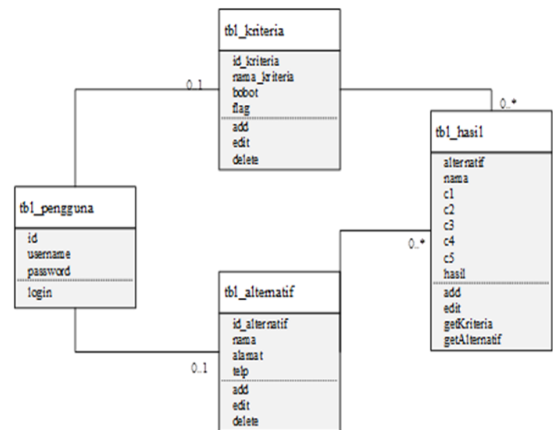 tbl_kriteria
id_kriteria
nama_kriteria
bobot
flag
add
edit
delete
0..1
0..*
tbl_hasil
alternatif
nama
c1
c2
c3
c4
c5
hasil
add
edit
getKriteria
getAlternatif
tbl_pengguna
id
username
password
login
0..*
tbl_alternatif
id_alternatif
nama
alamat
telp
add
edit
delete
0..1